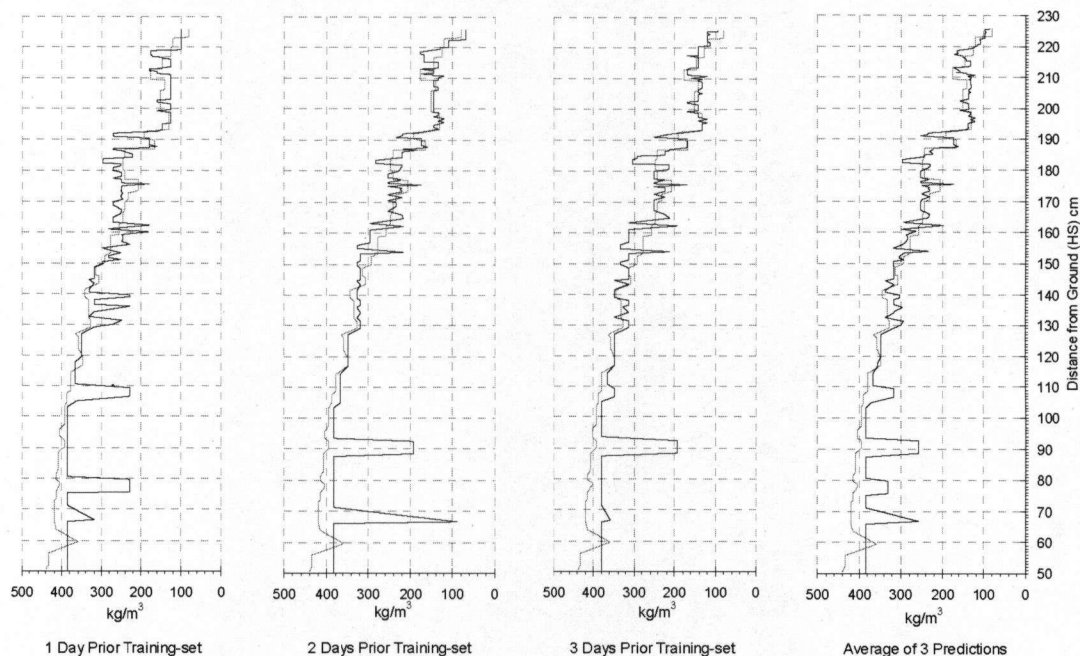 230
220
210
200
190
180
170
160
150
140
130
120
110
100
90
80
70
60
50
Distance from Ground (HS) cm
500 400 300 200 100 0
500 400 300 200 100 0
500 400 300 200 100 0
500 400 300 200 100 0
kg/m³
kg/m³
kg/m³
kg/m³
1 Day Prior Training-set
2 Days Prior Training-set
3 Days Prior Training-set
Average of 3 Predictions